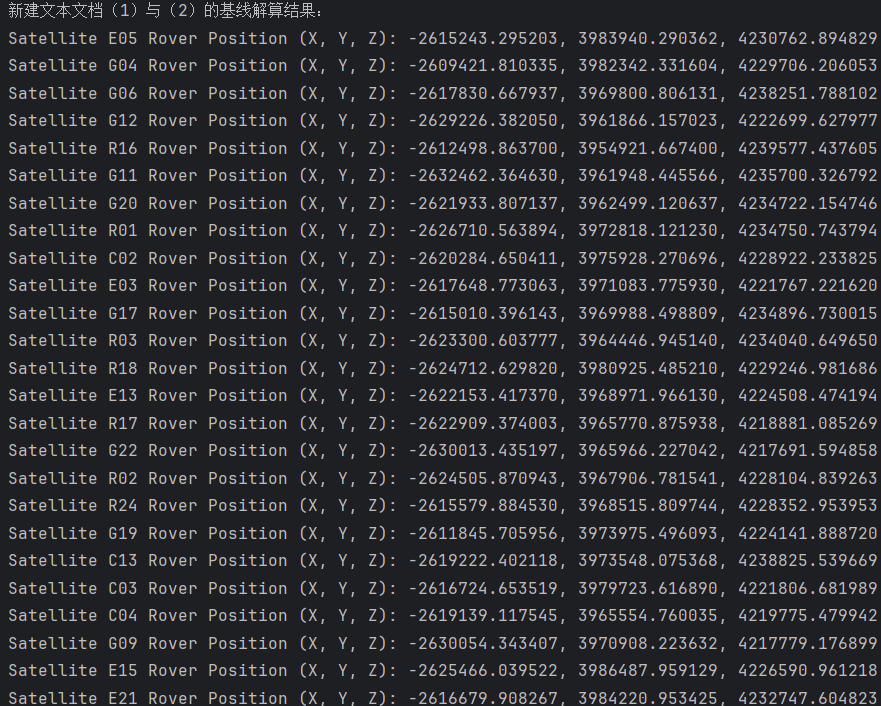 新建文本文档（1）与（2）的基线解算结果:
Satellite E05 Rover Position (X, Y, Z): -2615243.295203, 3983940.290362, 4230762.894829
Satellite G04 Rover Position (X, Y, Z): -2609421.810335, 3982342.331604, 4229706.206053
Satellite G06 Rover Position (X, Y, Z): -2617830.667937, 3969800.806131, 4238251.788102
Satellite G12 Rover Position (X, Y, Z): -2629226.382050, 3961866.157023, 4222699.627977
Satellite R16 Rover Position (X, Y, Z): -2612498.863700, 3954921.667400, 4239577.437605
Satellite G11 Rover Position (X, Y, Z): -2632462.364630, 3961948.445566, 4235700.326792
Satellite G20 Rover Position (X, Y, Z): -2621933.807137, 3962499.120637, 4234722.154746
Satellite R01 Rover Position (X, Y, Z): -2626710.563894, 3972818.121230, 4234750.743794
Satellite C02 Rover Position (X, Y, Z): -2620284.650411, 3975928.270696, 4228922.233825
Satellite E03 Rover Position (X, Y, Z): -2617648.773063, 3971083.775930, 4221767.221620
Satellite G17 Rover Position (X, Y, Z): -2615010.396143, 3969988.498809, 4234896.730015
Satellite R03 Rover Position (X, Y, Z): -2623300.603777, 3964446.945140, 4234040.649650
Satellite R18 Rover Position (X, Y, Z): -2624712.629820, 3980925.485210, 4229246.981686
Satellite E13 Rover Position (X, Y, Z): -2622153.417370, 3968971.966130, 4224508.474194
Satellite R17 Rover Position (X, Y, Z): -2622909.374003, 3965770.875938, 4218881.085269
Satellite G22 Rover Position (X, Y, Z): -2630013.435197, 3965966.227042, 4217691.594858
Satellite R02 Rover Position (X, Y, Z): -2624505.870943, 3967906.781541, 4228104.839263
Satellite R24 Rover Position (X, Y, Z): -2615579.884530, 3968515.809744, 4228352.953953
Satellite G19 Rover Position (X, Y, Z): -2611845.705956, 3973975.496093, 4224141.888720
Satellite C13 Rover Position (X, Y, Z): -2619222.402118, 3973548.075368, 4238825.539669
Satellite C03 Rover Position (X, Y, Z): -2616724.653519, 3979723.616890, 4221806.681989
Satellite C04 Rover Position (X, Y, Z): -2619139.117545, 3965554.760035, 4219775.479942
Satellite G09 Rover Position (X, Y, Z): -2630054.343407, 3970908.223632, 4217779.176899
Satellite E15 Rover Position (X, Y, Z): -2625466.039522, 3986487.959129, 4226590.961218
Satellite E21 Rover Position (X, Y, Z): -2616679.908267, 3984220.953425, 4232747.604823